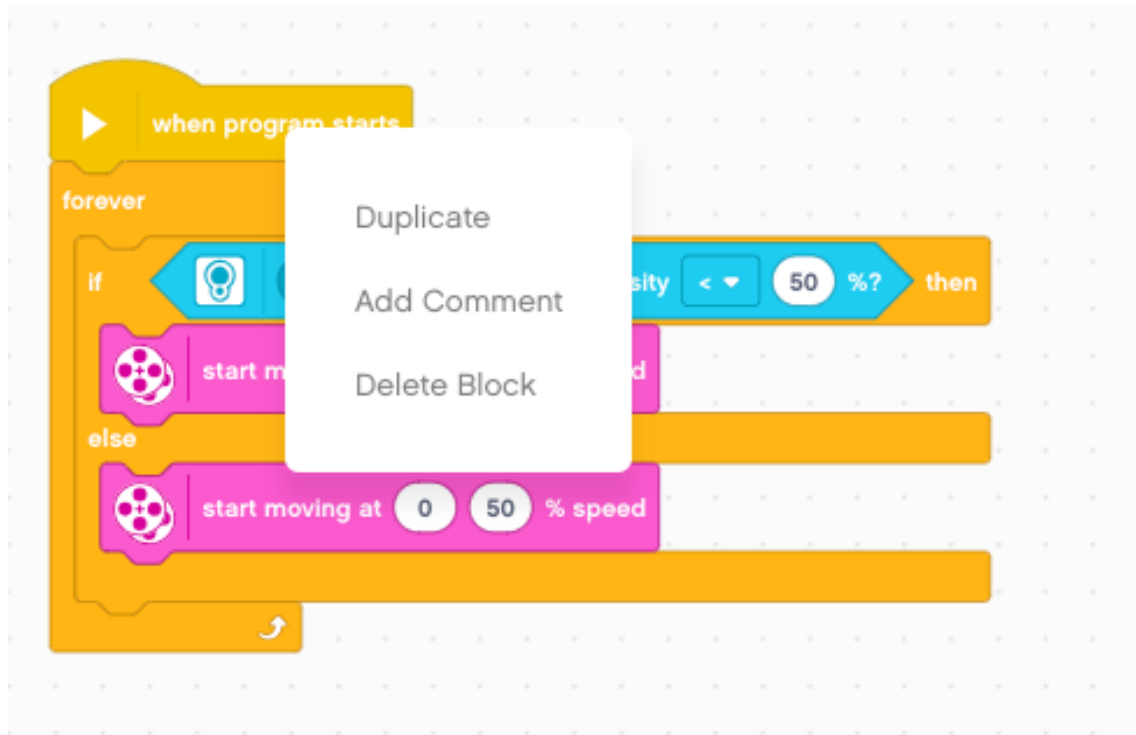 when program starts
forever
Duplicate
if < 50 %? then
Add Comment
start
Delete Block
else
start moving at 0 50 % speed